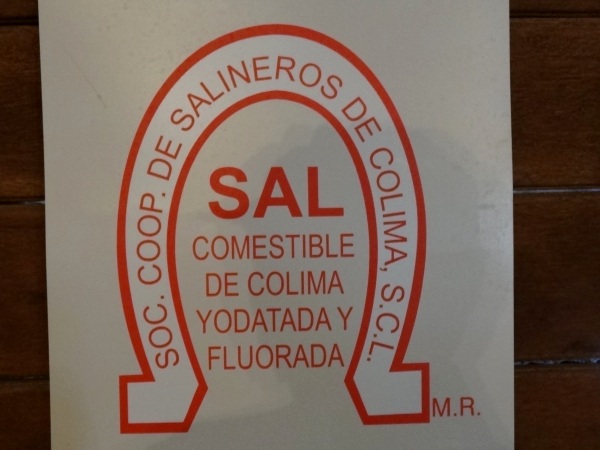 SOC. COOP. DE SALINEROS DE COLIMA, S.C.L.
SAL
COMESTIBLE
DE COLIMA
YODATADA Y
FLUORADA
M.R.